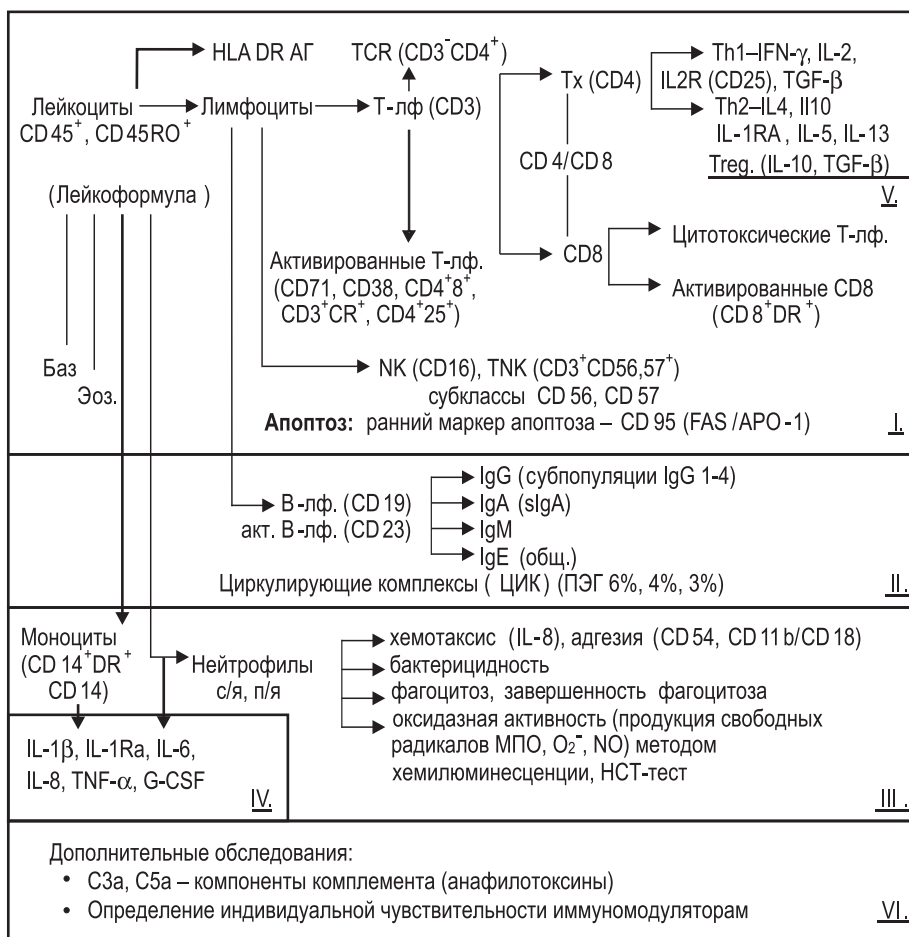 HLA DR АГ
TCR (CD3⁻CD4⁺)
Лейкоциты
CD 45⁺, CD 45RO⁺
Лимфоциты
Т-лф (CD3)
Тх (CD4)
Th1–IFN-γ, IL-2,
IL2R (CD25), TGF-β
Th2–IL4, Il10
IL-1RA , IL-5, IL-13
Treg. (IL-10, TGF-β)
V.
CD 4/CD 8
(Лейкоформула )
CD8
Цитотоксические Т-лф.
Активированные CD8
(CD 8⁺DR⁺)
Активированные Т-лф.
(CD71, CD38, CD4⁺8⁺,
CD3⁺CR⁺, CD4⁺25⁺)
Баз
Эоз.
NK (CD16), TNK (CD3⁺CD56,57⁺)
субклассы CD 56, CD 57
Апоптоз: ранний маркер апоптоза – CD 95 (FAS /APO -1)
I.
В -лф. (CD 19)
акт. В -лф. (CD 23)
IgG (субпопуляции IgG 1-4)
IgA (sIgA)
IgM
IgE (общ.)
Циркулирующие комплексы ( ЦИК) (ПЭГ 6%, 4%, 3%)
II.
Моноциты
(CD 14⁺DR⁺
CD 14)
Нейтрофилы
с/я, п/я
хемотаксис (IL-8), адгезия (CD 54, CD 11 b/CD 18)
бактерицидность
фагоцитоз, завершенность фагоцитоза
оксидазная активность (продукция свободных
радикалов МПО, O₂⁻, NO) методом
хемилюминесценции, НСТ-тест
III.
IL-1β, IL-1Ra, IL-6,
IL-8, TNF-α, G-CSF
IV.
Дополнительные обследования:
• C3a, C5a – компоненты комплемента (анафилотоксины)
• Определение индивидуальной чувствительности иммуномодуляторам
VI.